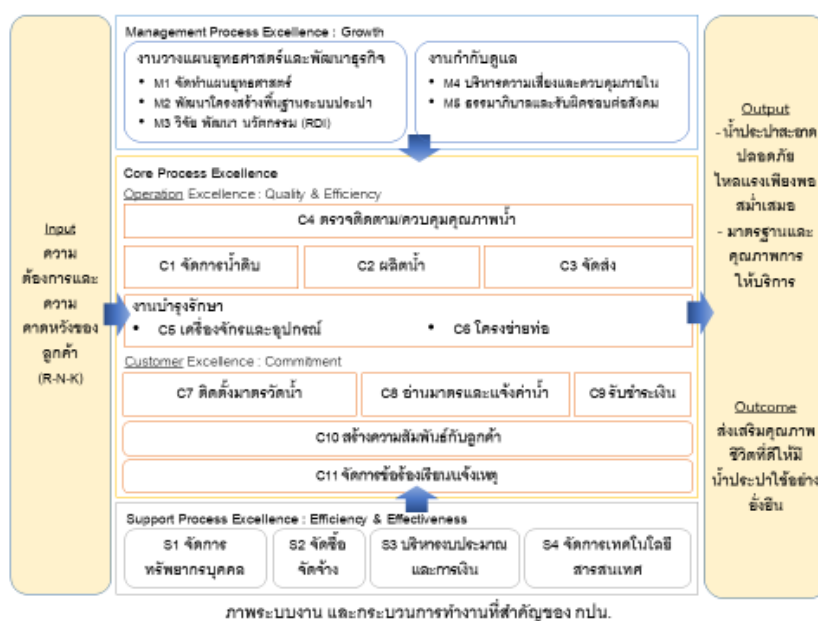 Management Process Excellence : Growth
งานวางแผนยุทธศาสตร์และพัฒนาธุรกิจ
• M1 จัดทำแผนยุทธศาสตร์
• M2 พัฒนาโครงสร้างพื้นฐานระบบประปา
• M3 วิจัย พัฒนา นวัตกรรม (RDI)
งานกำกับดูแล
• M4 บริหารความเสี่ยงและควบคุมภายใน
• M5 ธรรมาภิบาลและรับผิดชอบต่อสังคม
Input
ความ
ต้องการและ
ความ
คาดหวังของ
ลูกค้า
(R-N-K)
Core Process Excellence
Operation Excellence : Quality & Efficiency
C4 ตรวจติดตาม/ควบคุมคุณภาพน้ำ
C1 จัดการน้ำดิบ
C2 ผลิตน้ำ
C3 จัดส่ง
งานบำรุงรักษา
• C5 เครื่องจักรและอุปกรณ์
• C6 โครงข่ายท่อ
Customer Excellence : Commitment
C7 ติดตั้งมาตรวัดน้ำ
C8 อ่านมาตรและแจ้งค่าน้ำ
C9 รับชำระเงิน
C10 สร้างความสัมพันธ์กับลูกค้า
C11 จัดการข้อร้องเรียน/แจ้งเหตุ
Support Process Excellence : Efficiency & Effectiveness
S1 จัดการ
ทรัพยากรบุคคล
S2 จัดซื้อ
จัดจ้าง
S3 บริหารงบประมาณ
และการเงิน
S4 จัดการเทคโนโลยี
สารสนเทศ
Output
- น้ำประปาสะอาด
ปลอดภัย
ไหลแรงเพียงพอ
สม่ำเสมอ
- มาตรฐานและ
คุณภาพการ
ให้บริการ
Outcome
ส่งเสริมคุณภาพ
ชีวิตที่ดีให้มี
น้ำประปาใช้อย่าง
ยั่งยืน
ภาพระบบงาน และกระบวนการทำงานที่สำคัญของ กปน.